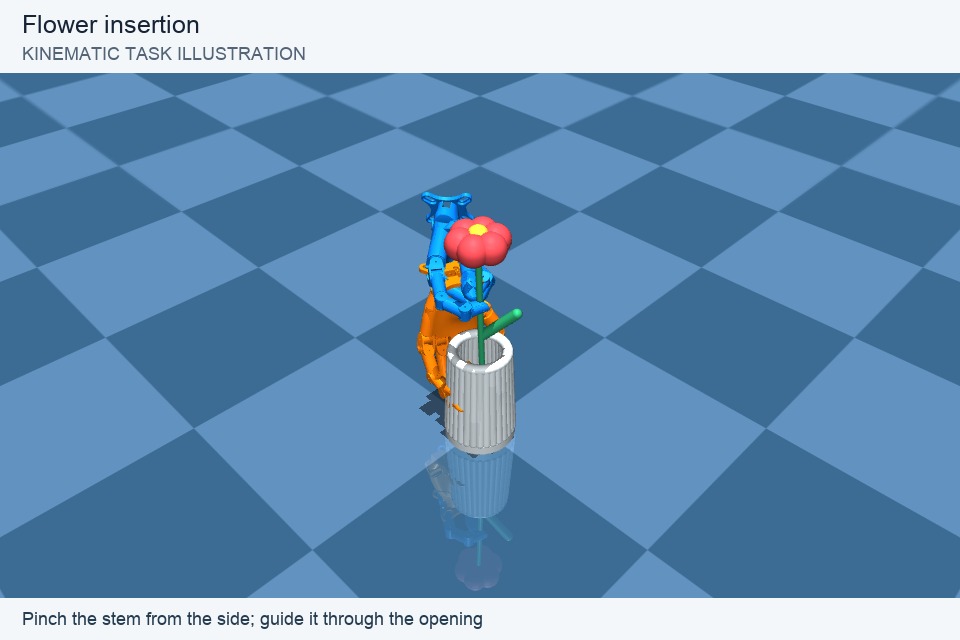 Flower insertion
KINEMATIC TASK ILLUSTRATION
Pinch the stem from the side; guide it through the opening